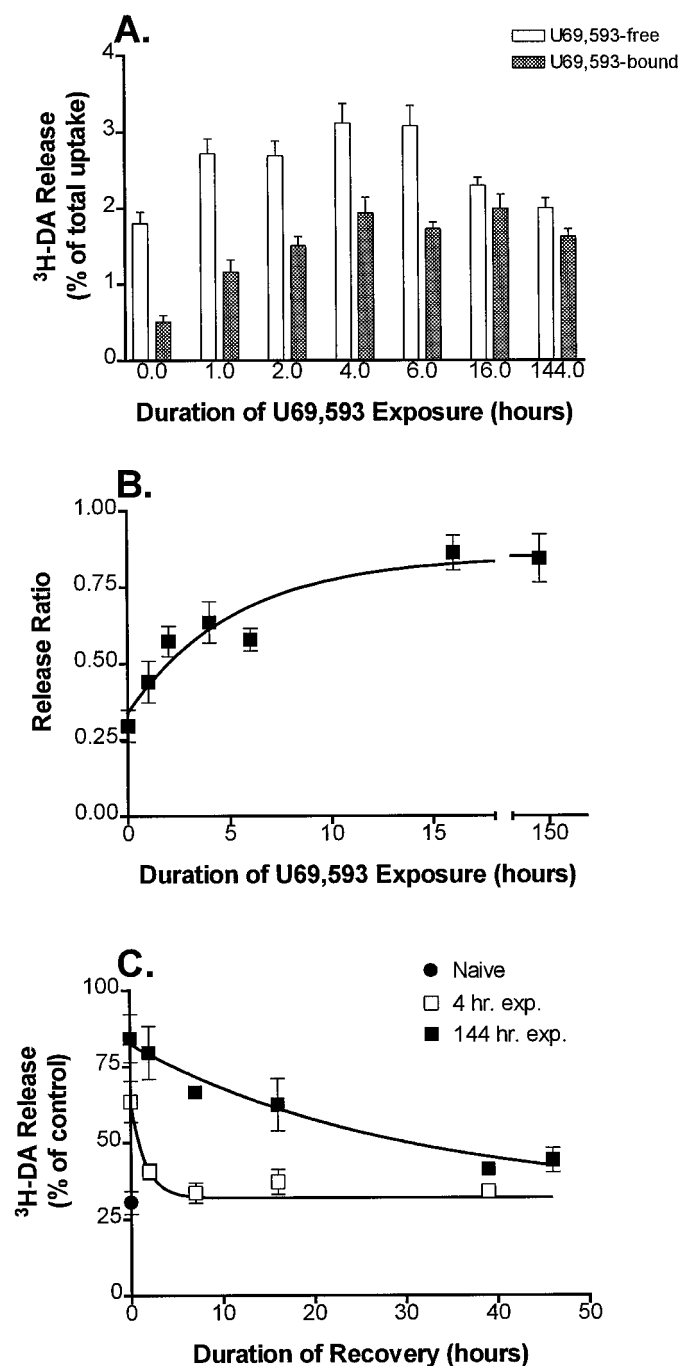 A.
U69,593-free
U69,593-bound
³H-DA Release
(% of total uptake)
4
3
2
1
0
0.0 1.0 2.0 4.0 6.0 16.0 144.0
Duration of U69,593 Exposure (hours)
B.
Release Ratio
1.00
0.75
0.50
0.25
0.00
0 5 10 15 150
Duration of U69,593 Exposure (hours)
C.
Naive
4 hr. exp.
144 hr. exp.
³H-DA Release
(% of control)
100
75
50
25
0
0 10 20 30 40 50
Duration of Recovery (hours)